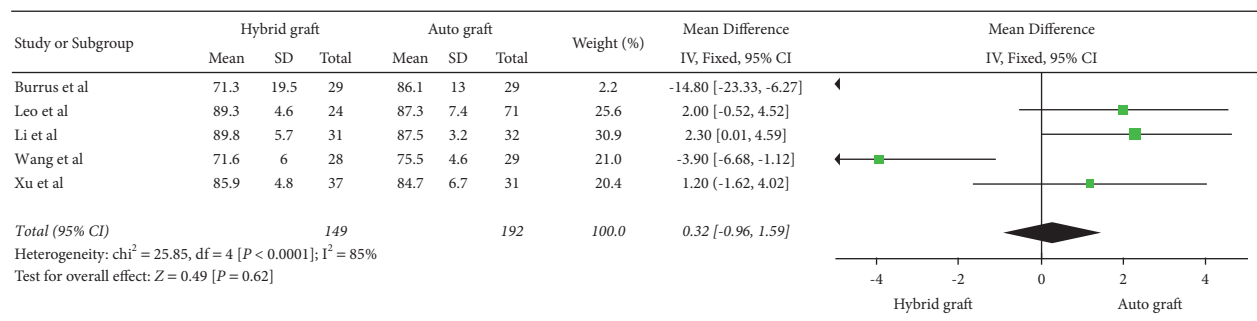 Study or Subgroup Hybrid graft Auto graft Weight (%) Mean Difference Mean Difference
Mean SD Total Mean SD Total IV, Fixed, 95% CI IV, Fixed, 95% CI
Burrus et al 71.3 19.5 29 86.1 13 29 2.2 -14.80 [-23.33, -6.27]
Leo et al 89.3 4.6 24 87.3 7.4 71 25.6 2.00 [-0.52, 4.52]
Li et al 89.8 5.7 31 87.5 3.2 32 30.9 2.30 [0.01, 4.59]
Wang et al 71.6 6 28 75.5 4.6 29 21.0 -3.90 [-6.68, -1.12]
Xu et al 85.9 4.8 37 84.7 6.7 31 20.4 1.20 (-1.62, 4.02]
Total (95% CI) 149 192 100.0 0.32 [-0.96, 1.59]
Heterogeneity: chi² = 25.85, df = 4 [P < 0.0001]; I² = 85%
Test for overall effect: Z = 0.49 [P = 0.62]
-4 -2 0 2 4
Hybrid graft Auto graft